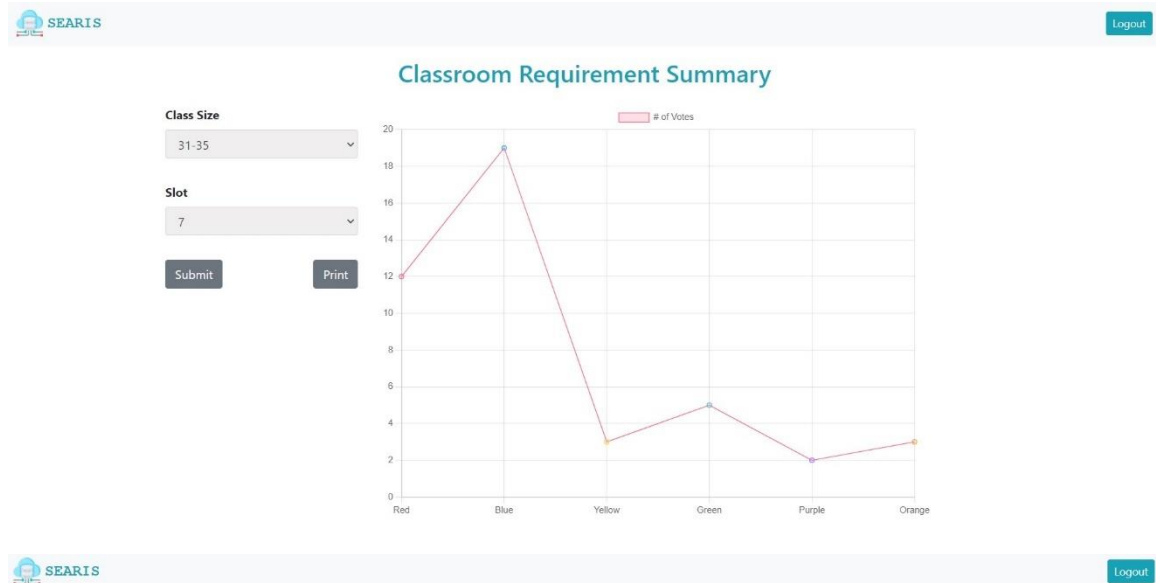 SEARIS
Logout
Classroom Requirement Summary
Class Size
31-35
Slot
7
Submit
Print
# of Votes
20
18
16
14
12
10
8
6
4
2
0
Red Blue Yellow Green Purple Orange
SEARIS
Logout